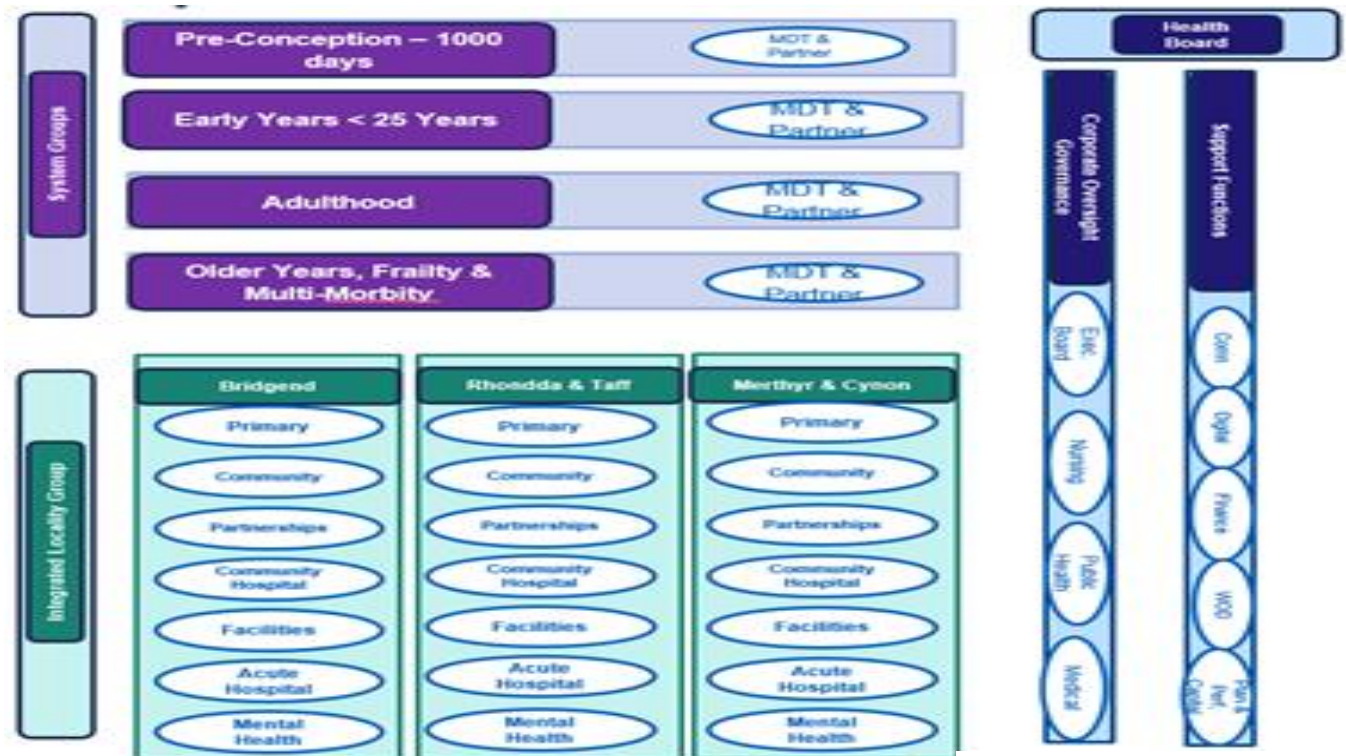 System Groups
Pre-Conception – 1000
days
MDT &
Partner
Early Years < 25 Years
MDT &
Partner
Adulthood
MDT &
Partner
Older Years, Frailty &
Multi-Morbity
MDT &
Partner
Integrated Locality Group
Bridgend
Primary
Community
Partnerships
Community
Hospital
Facilities
Acute
Hospital
Mental
Health
Rhondda & Taff
Primary
Community
Partnerships
Community
Hospital
Facilities
Acute
Hospital
Mental
Health
Merthyr & Cynon
Primary
Community
Partnerships
Community
Hospital
Facilities
Acute
Hospital
Mental
Health
Health
Board
Corporate Oversight
Governance
Exec
Board
Nursing
Public
Health
Medical
Support Functions
Digital
Finance
WOD
Plan &
Perf